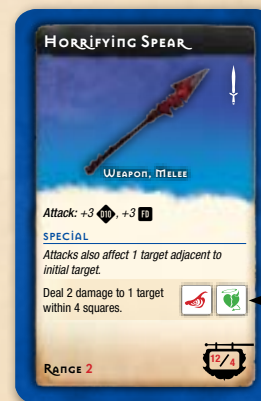 Horrifying Spear
Weapon, Melee
Attack: +3 D10, +3 FD
SPECIAL
Attacks also affect 1 target adjacent to
initial target.
Deal 2 damage to 1 target
within 4 squares.
Range 2
12/4